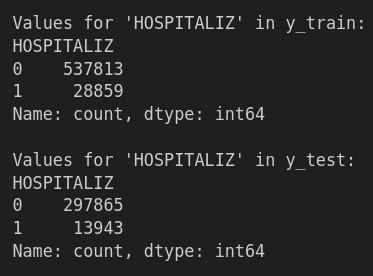 Values for 'HOSPITALIZ' in y_train:
HOSPITALIZ
0    537813
1     28859
Name: count, dtype: int64

Values for 'HOSPITALIZ' in y_test:
HOSPITALIZ
0    297865
1     13943
Name: count, dtype: int64